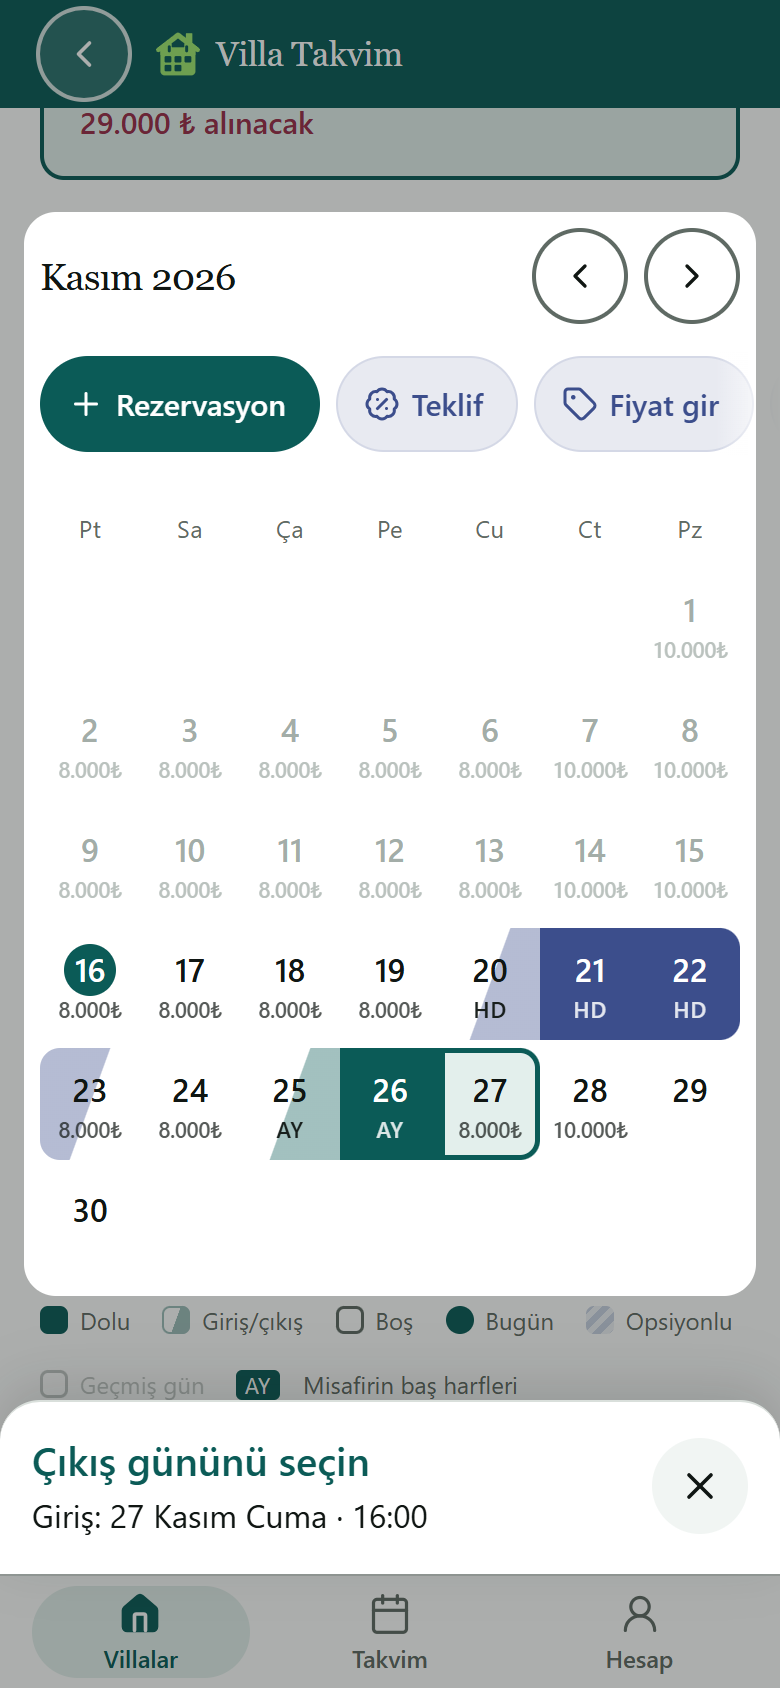 Villa Takvim
29.000 ₺ alınacak
Kasım 2026
Rezervasyon
Teklif
Fiyat gir
Pt Sa Ça Pe Cu Ct Pz
1
10.000₺
2 3 4 5 6 7 8
8.000₺ 8.000₺ 8.000₺ 8.000₺ 8.000₺ 10.000₺ 10.000₺
9 10 11 12 13 14 15
8.000₺ 8.000₺ 8.000₺ 8.000₺ 8.000₺ 10.000₺ 10.000₺
16 17 18 19 20 21 22
8.000₺ 8.000₺ 8.000₺ 8.000₺ HD HD HD
23 24 25 26 27 28 29
8.000₺ 8.000₺ AY AY 8.000₺ 10.000₺
30
Dolu Giriş/çıkış Boş Bugün Opsiyonlu
Geçmiş gün AY Misafirin baş harfleri
Çıkış gününü seçin
Giriş: 27 Kasım Cuma · 16:00
Villalar Takvim Hesap